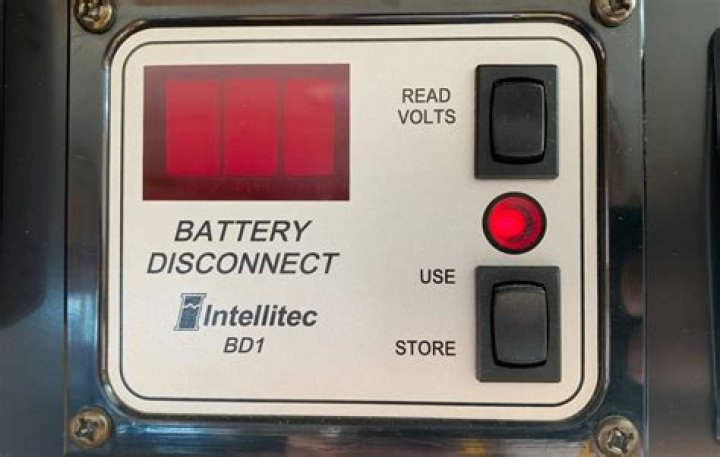 READ
VOLTS
BATTERY
DISCONNECT
USE
Intellitec
STORE
BD1